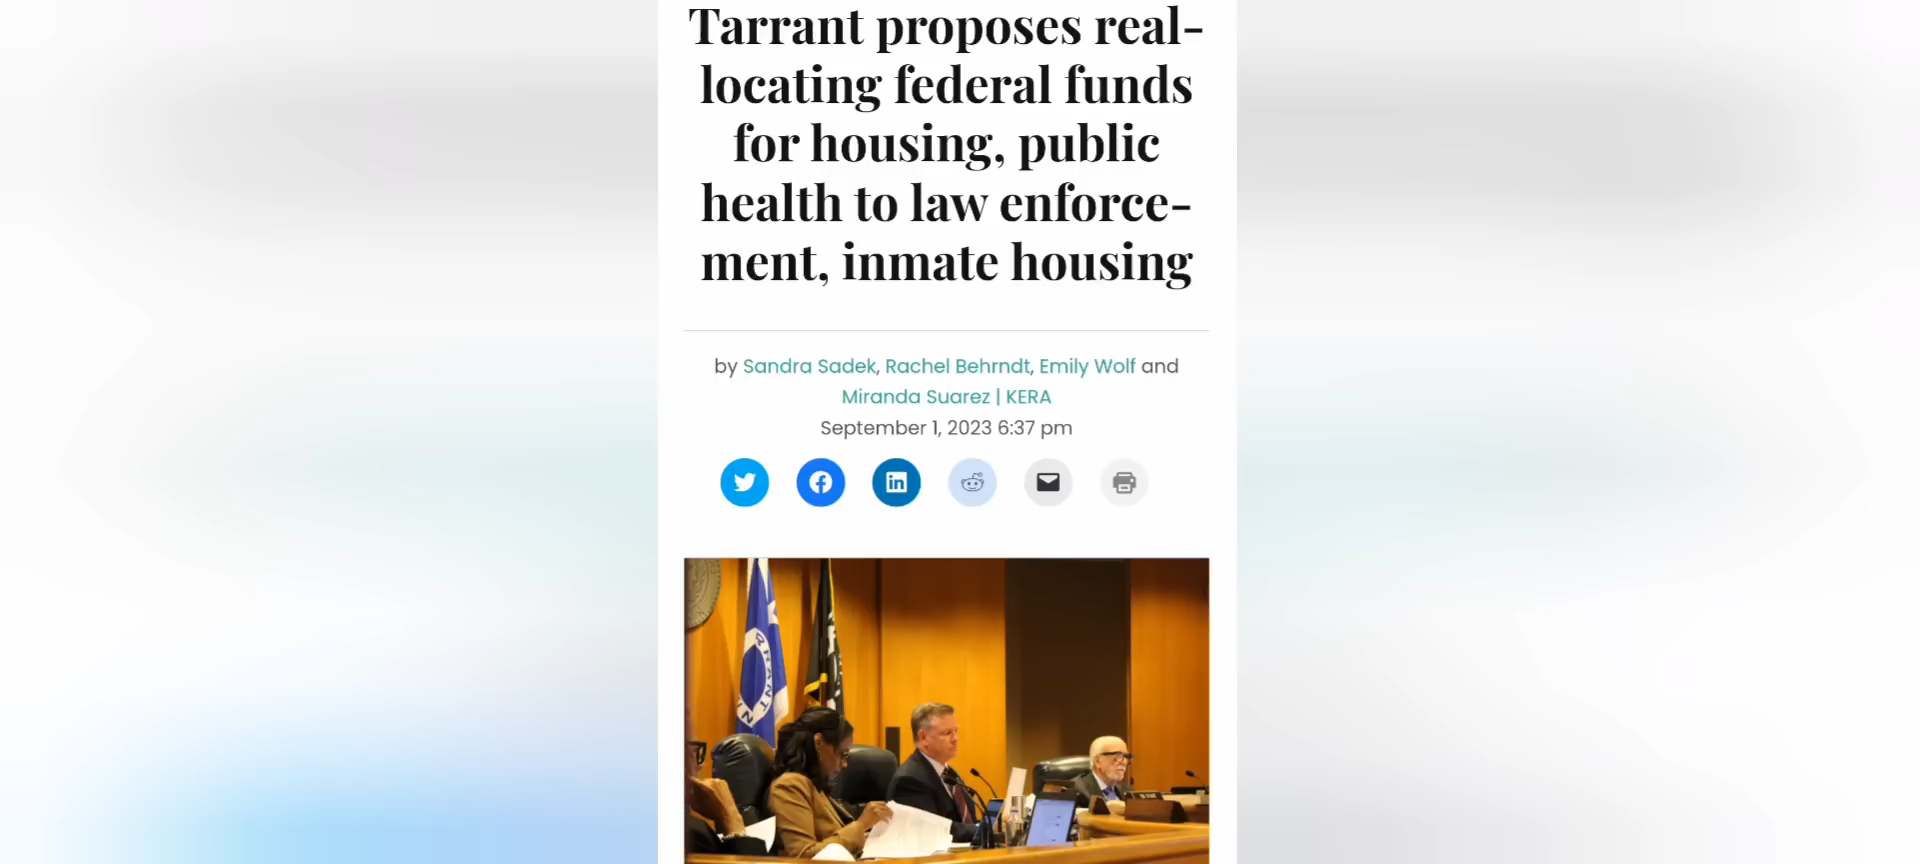 Tarrant proposes real-
locating federal funds
for housing, public
health to law enforce-
ment, inmate housing
by Sandra Sadek, Rachel Behrndt, Emily Wolf and
Miranda Suarez | KERA
September 1, 2023 6:37 pm